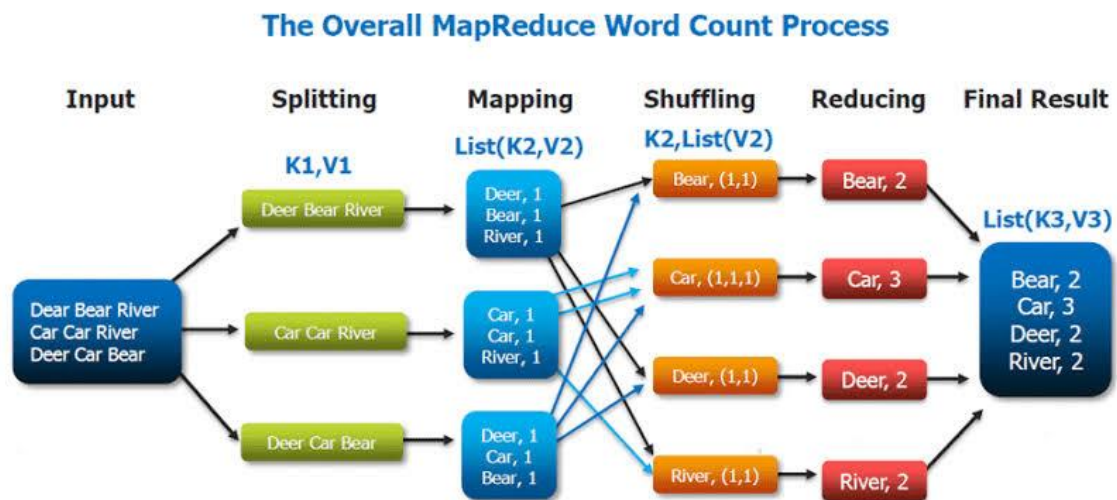 The Overall MapReduce Word Count Process
Input
Splitting
Mapping
Shuffling
Reducing
Final Result
K1,V1
List(K2,V2)
K2,List(V2)
List(K3,V3)
Dear Bear River
Car Car River
Deer Car Bear
Deer Bear River
Car Car River
Deer Car Bear
Deer, 1
Bear, 1
River, 1
Car, 1
Car, 1
River, 1
Deer, 1
Car, 1
Bear, 1
Bear, (1,1)
Car, (1,1,1)
Deer, (1,1)
River, (1,1)
Bear, 2
Car, 3
Deer, 2
River, 2
Bear, 2
Car, 3
Deer, 2
River, 2